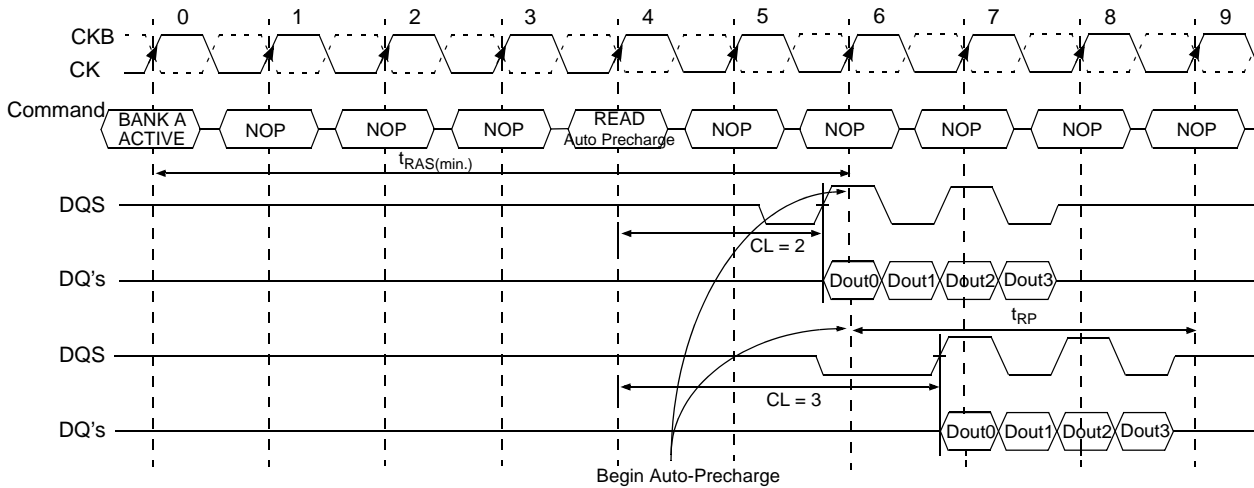 0 1 2 3 4 5 6 7 8 9
CKB
CK
Command
BANK A
ACTIVE
NOP
NOP
NOP
READ
Auto Precharge
NOP
NOP
NOP
NOP
NOP
tRAS(min.)
DQS
CL = 2
DQ's
Dout0 Dout1 Dout2 Dout3
tRP
DQS
CL = 3
DQ's
Dout0 Dout1 Dout2 Dout3
Begin Auto-Precharge